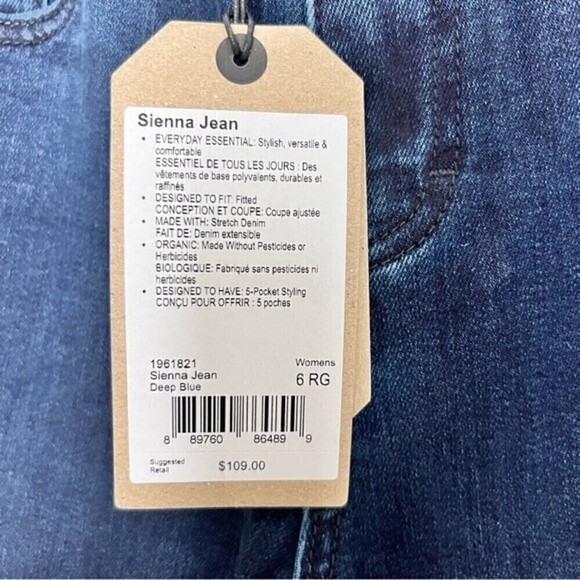 Sienna Jean
• EVERYDAY ESSENTIAL: Stylish, versatile &
comfortable
ESSENTIEL DE TOUS LES JOURS : Des
vêtements de base polyvalents, durables et
raffinés
• DESIGNED TO FIT: Fitted
CONCEPTION ET COUPE: Coupe ajustée
• MADE WITH: Stretch Denim
FAIT DE: Denim extensible
• ORGANIC: Made Without Pesticides or
Herbicides
BIOLOGIQUE: Fabriqué sans pesticides ni
herbicides
• DESIGNED TO HAVE: 5-Pocket Styling
CONÇU POUR OFFRIR : 5 poches
1961821 Womens
Sienna Jean 6 RG
Deep Blue
8 89760 86489 9
Suggested
Retail $109.00